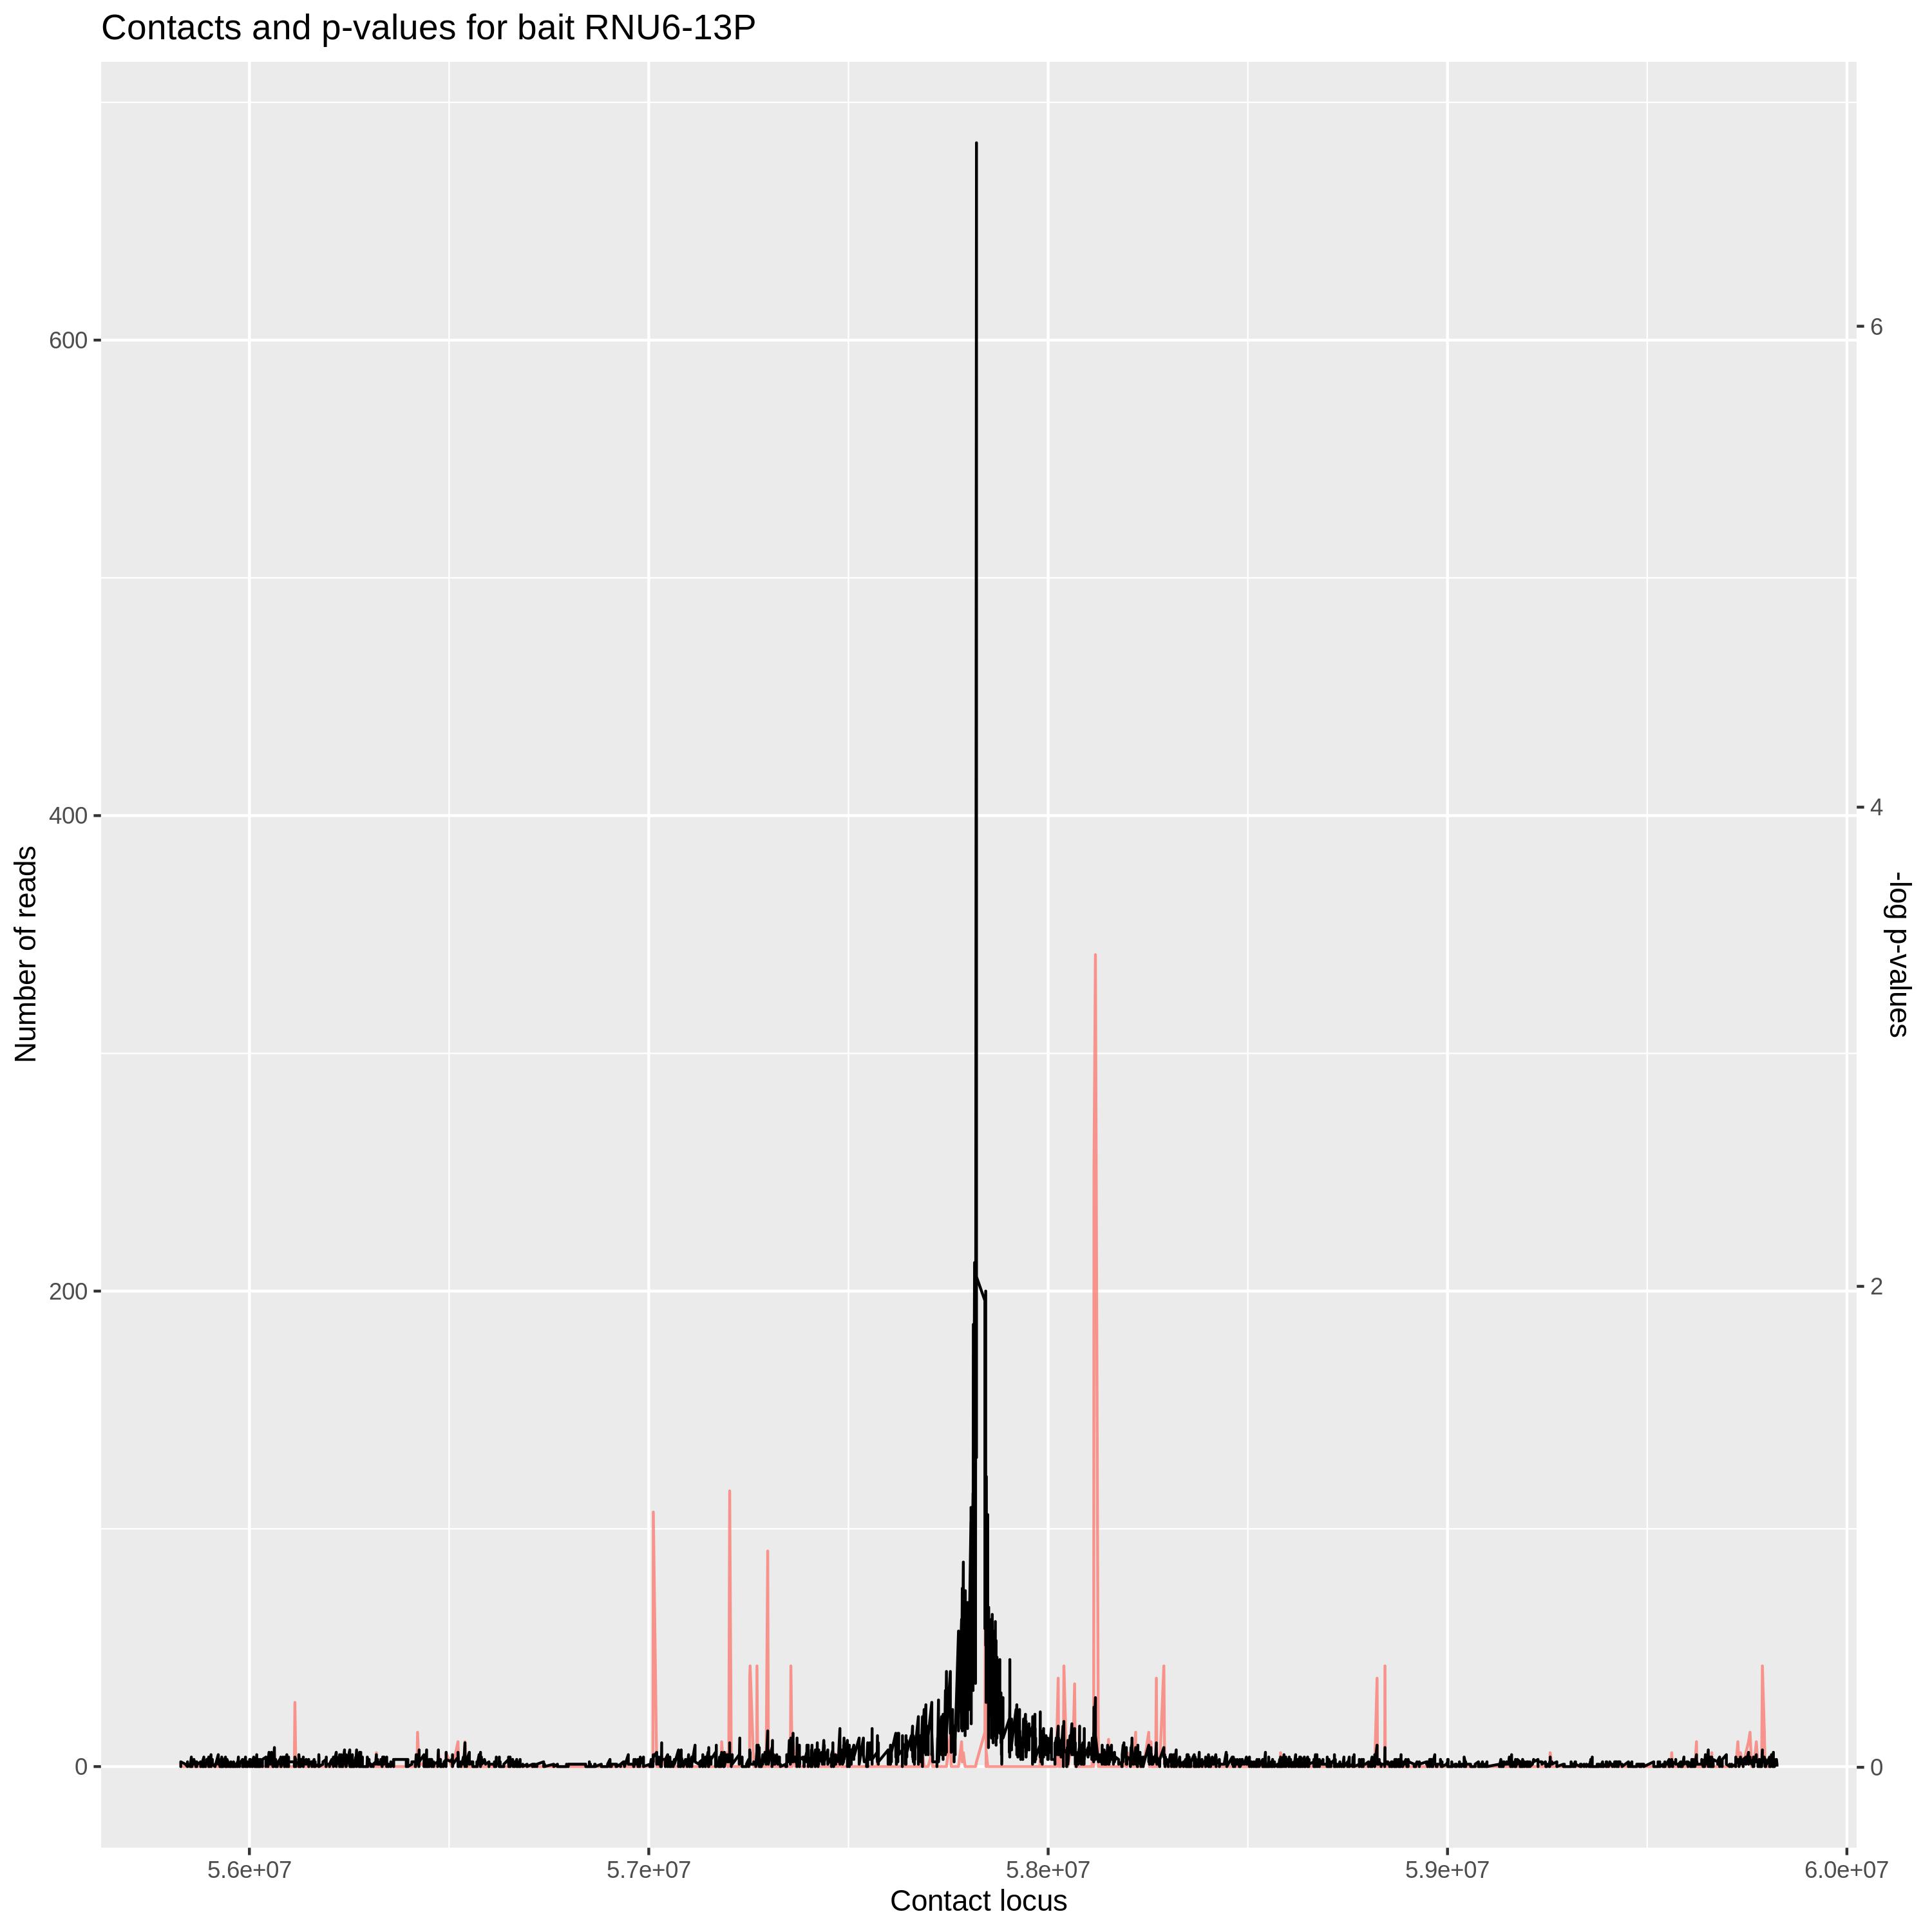 Contacts and p-values for bait RNU6-13P
600
400
200
0
Number of reads
6
4
2
0
-log p-values
5.6e+07
5.7e+07
5.8e+07
5.9e+07
6.0e+07
Contact locus